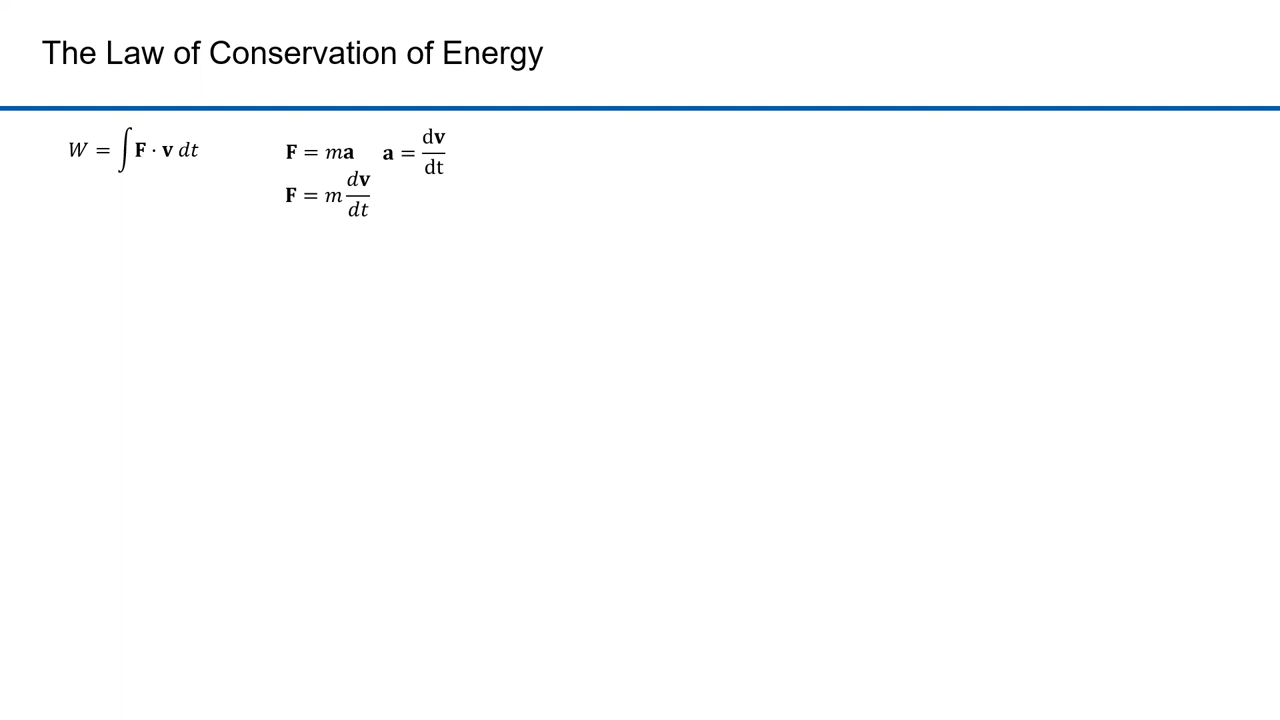 The Law of Conservation of Energy
W = ∫ F · v dt
F = ma a = dv/dt
F = m dv/dt